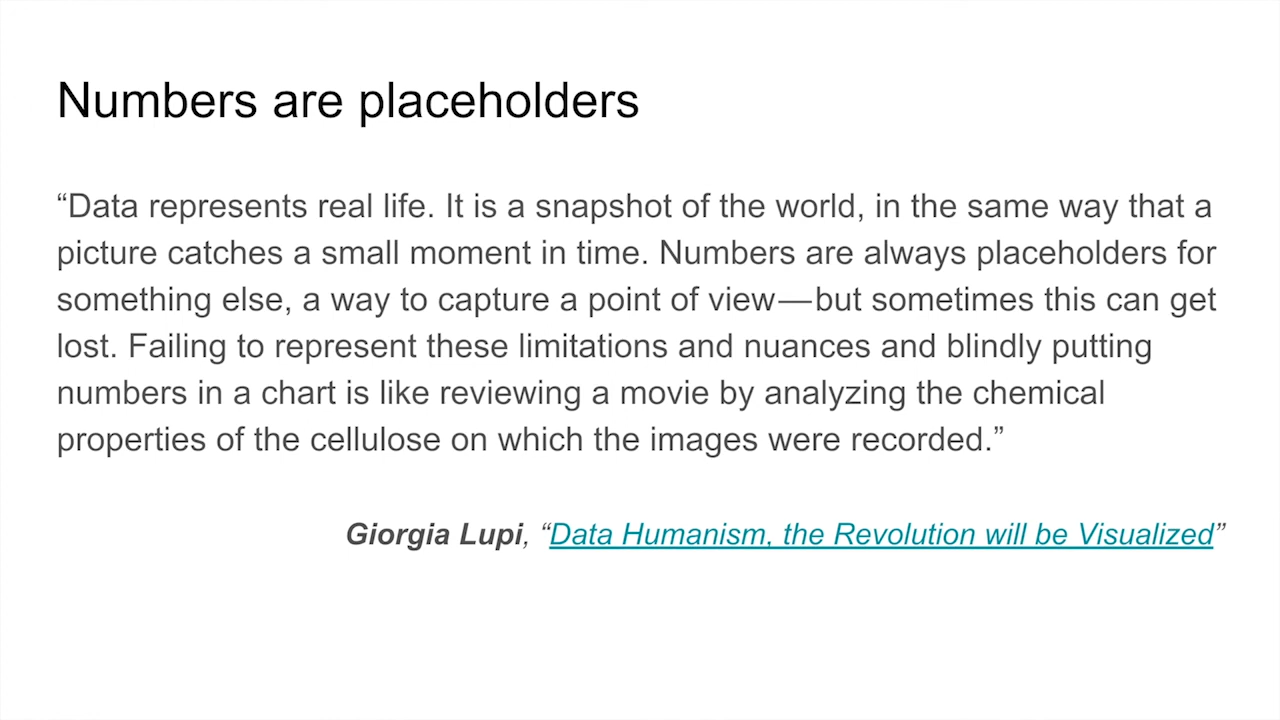 Numbers are placeholders
“Data represents real life. It is a snapshot of the world, in the same way that a
picture catches a small moment in time. Numbers are always placeholders for
something else, a way to capture a point of view — but sometimes this can get
lost. Failing to represent these limitations and nuances and blindly putting
numbers in a chart is like reviewing a movie by analyzing the chemical
properties of the cellulose on which the images were recorded.”
Giorgia Lupi, “Data Humanism, the Revolution will be Visualized”